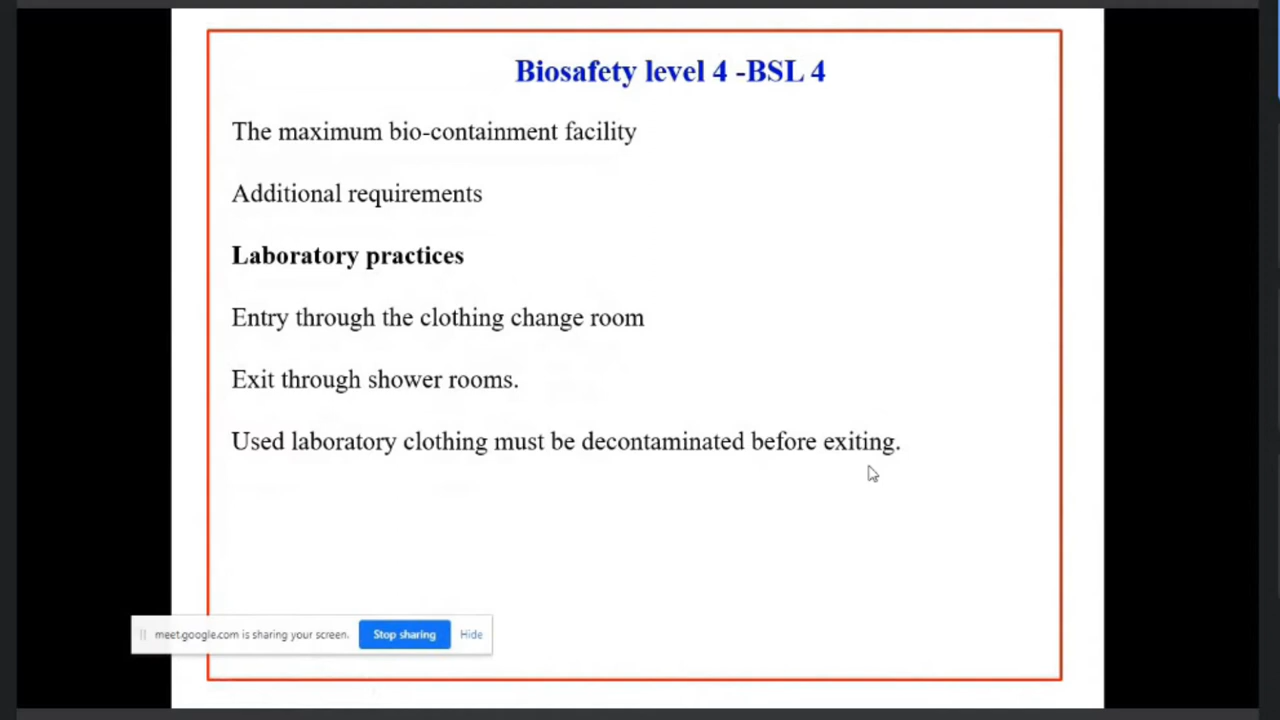 Biosafety level 4 -BSL 4
The maximum bio-containment facility
Additional requirements
Laboratory practices
Entry through the clothing change room
Exit through shower rooms.
Used laboratory clothing must be decontaminated before exiting.
meet.google.com is sharing your screen. Stop sharing Hide